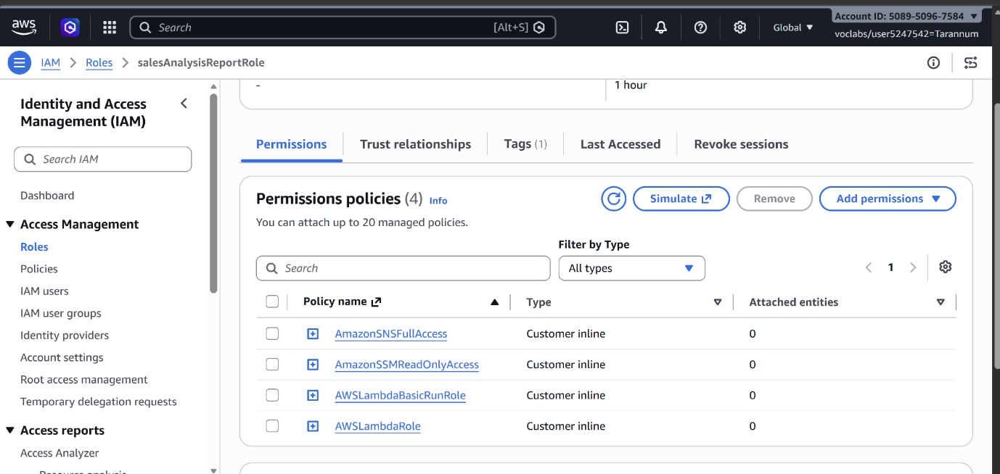 aws
Search
[Alt+S]
Global
Account ID: 5089-5096-7584
voclabs/user5247542=Tarannum
IAM
Roles
salesAnalysisReportRole
Identity and Access
Management (IAM)
Search IAM
Dashboard
Access Management
Roles
Policies
IAM users
IAM user groups
Identity providers
Account settings
Root access management
Temporary delegation requests
Access reports
Access Analyzer
Resource analysis
-
1 hour
Permissions
Trust relationships
Tags (1)
Last Accessed
Revoke sessions
Permissions policies (4) Info
Simulate
Remove
Add permissions
You can attach up to 20 managed policies.
Filter by Type
Search
All types
1
Policy name Type Attached entities
AmazonSNSFullAccess Customer inline 0
AmazonSSMReadOnlyAccess Customer inline 0
AWSLambdaBasicRunRole Customer inline 0
AWSLambdaRole Customer inline 0